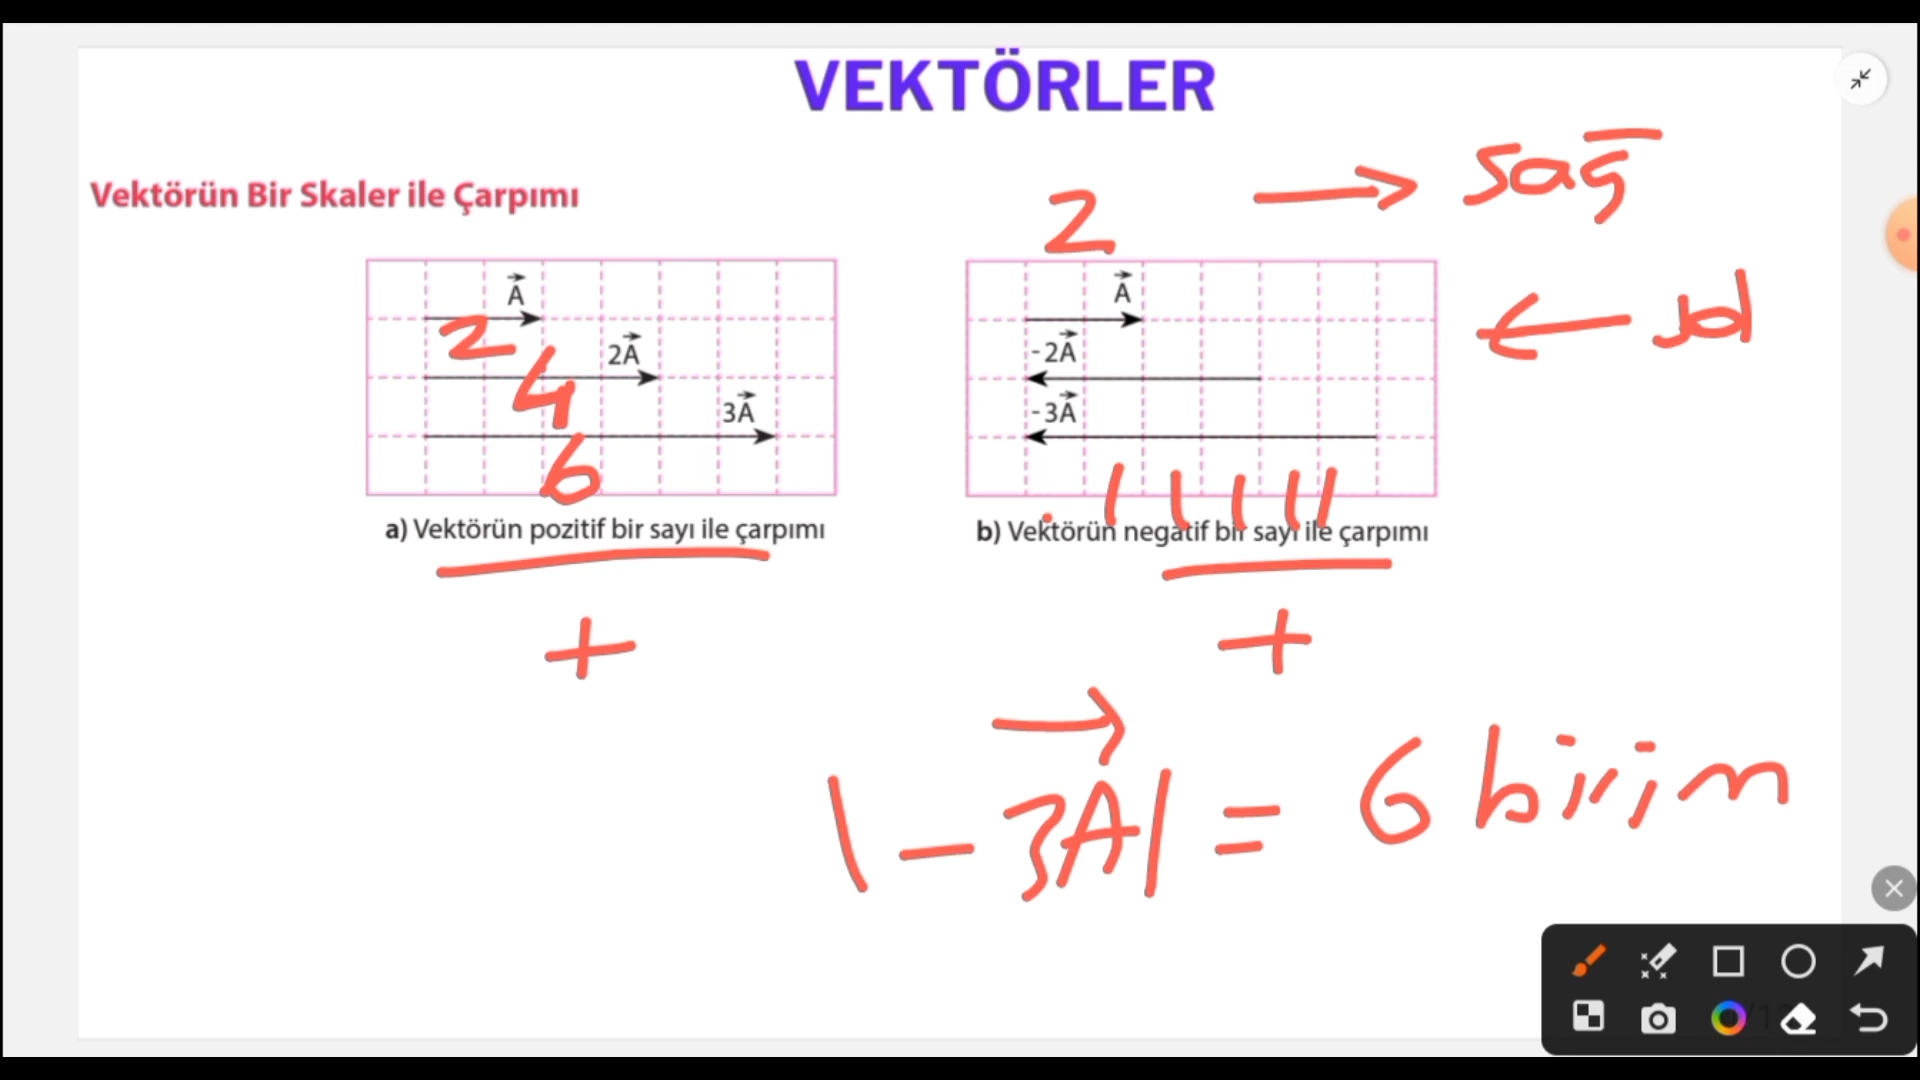 VEKTÖRLER
Vektörün Bir Skaler ile Çarpımı
sağ
2
sol
A
2
2A
4
3A
6
A
-2A
-3A
a) Vektörün pozitif bir sayı ile çarpımı
b) Vektörün negatif bir sayı ile çarpımı
+
+
|-3A| = 6 birim